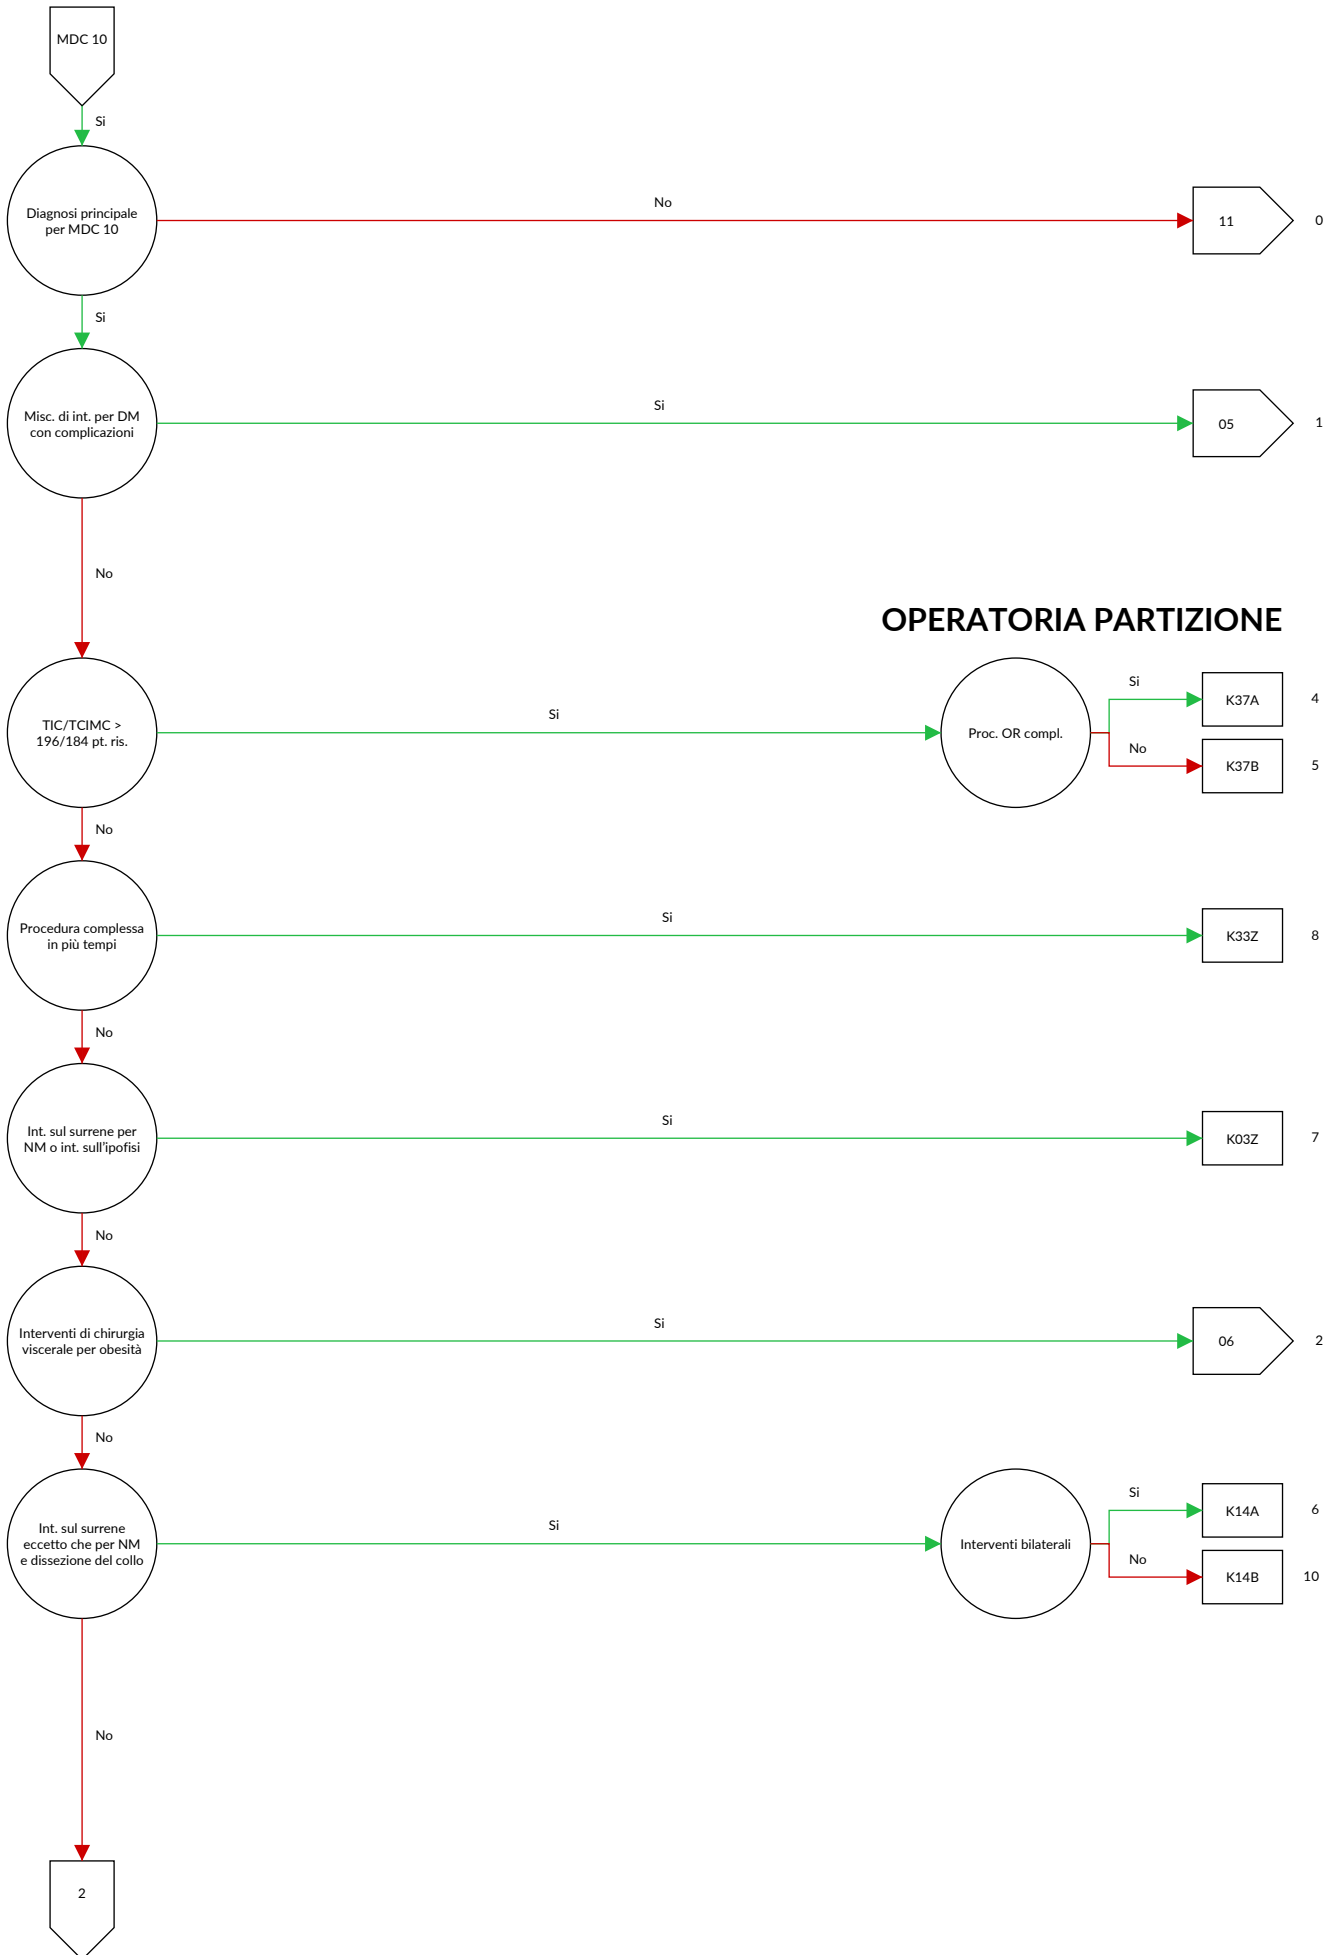 MDC 10
Si
Diagnosi principale
per MDC 10
No
11
0
Si
Misc. di int. per DM
con complicazioni
Si
05
1
No
OPERATORIA PARTIZIONE
TIC/TCIMC >
196/184 pt. ris.
Si
Proc. OR compl.
Si
K37A
4
No
K37B
5
No
Procedura complessa
in più tempi
Si
K33Z
8
No
Int. sul surrene per
NM o int. sull'ipofisi
Si
K03Z
7
No
Interventi di chirurgia
viscerale per obesità
Si
06
2
No
Int. sul surrene
eccetto che per NM
e dissezione del collo
Si
Interventi bilaterali
Si
K14A
6
No
K14B
10
No
2